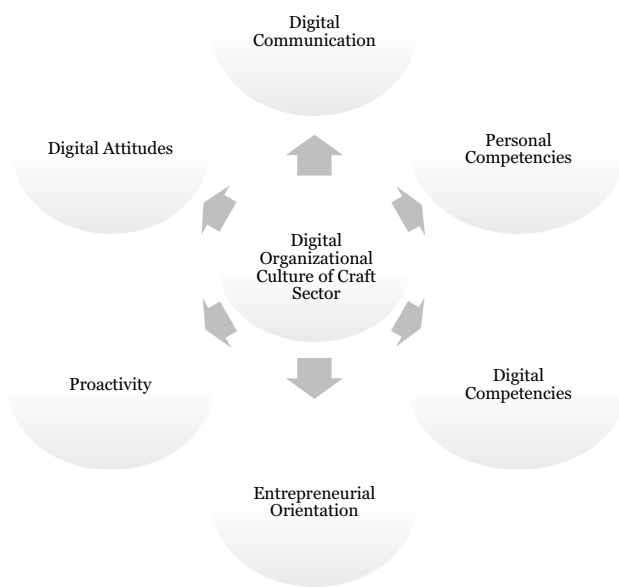 Digital
Communication
Digital Attitudes
Personal
Competencies
Digital
Organizational
Culture of Craft
Sector
Proactivity
Digital
Competencies
Entrepreneurial
Orientation